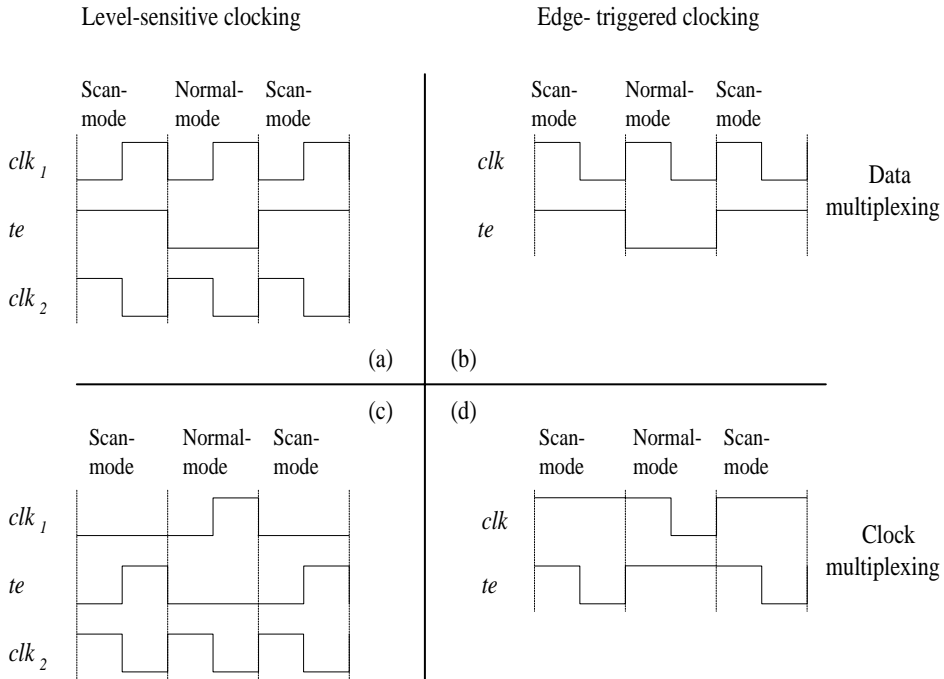 Level-sensitive clocking
Edge- triggered clocking
Scan-
mode
Normal-
mode
Scan-
mode
clk 1
te
clk 2
(a)
Scan-
mode
Normal-
mode
Scan-
mode
clk
te
Data
multiplexing
(b)
(c)
Scan-
mode
Normal-
mode
Scan-
mode
clk 1
te
clk 2
(d)
Scan-
mode
Normal-
mode
Scan-
mode
clk
te
Clock
multiplexing